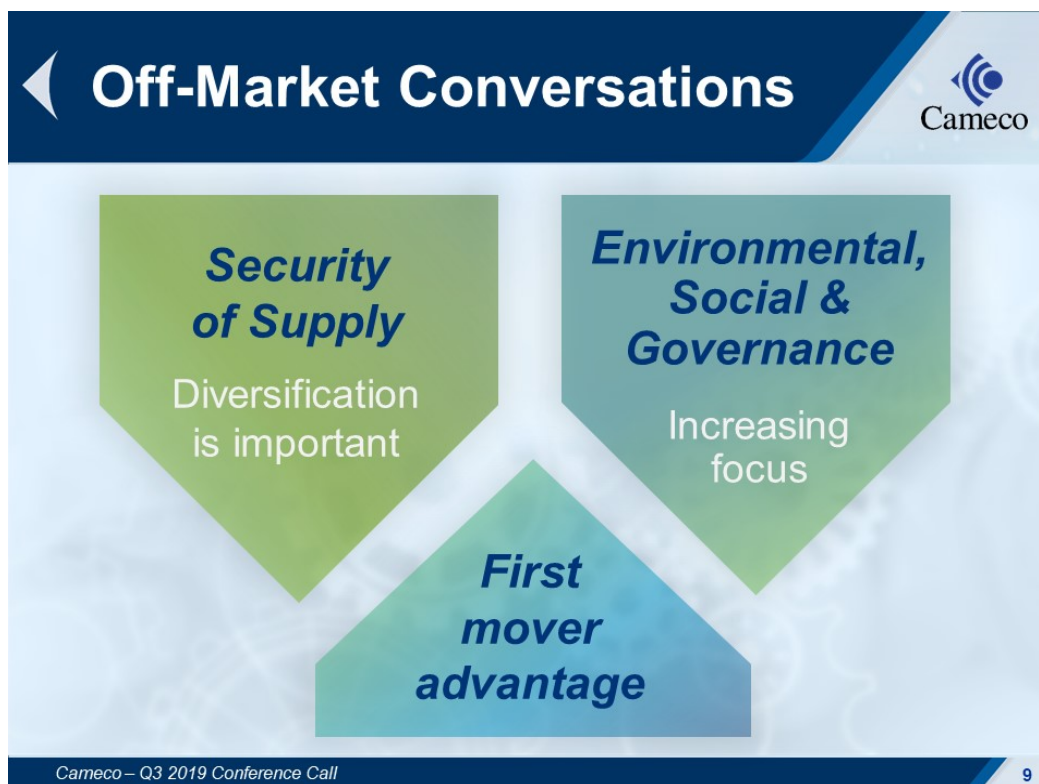 Off-Market Conversations
Cameco
Security
of Supply
Diversification
is important
Environmental,
Social &
Governance
Increasing
focus
First
mover
advantage
Cameco – Q3 2019 Conference Call
9